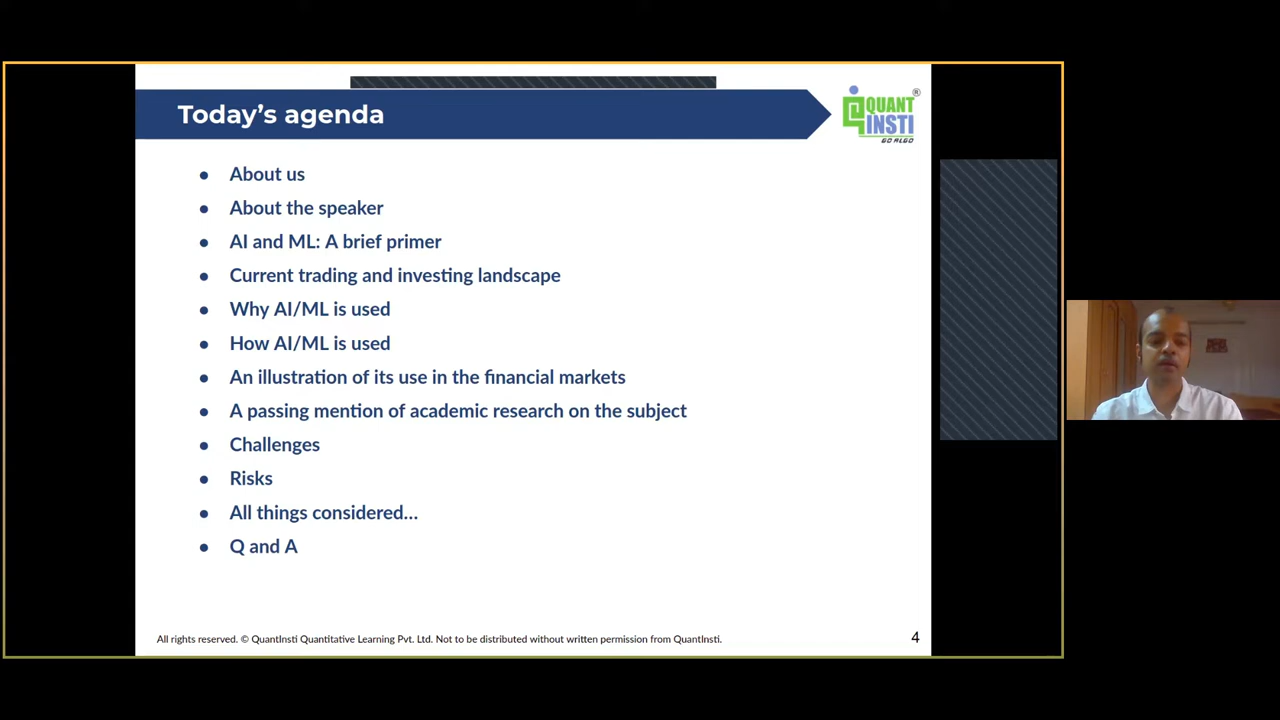 Today's agenda
QUANT
INSTI
®
GO ALGO
● About us
● About the speaker
● AI and ML: A brief primer
● Current trading and investing landscape
● Why AI/ML is used
● How AI/ML is used
● An illustration of its use in the financial markets
● A passing mention of academic research on the subject
● Challenges
● Risks
● All things considered...
● Q and A
All rights reserved. © QuantInsti Quantitative Learning Pvt. Ltd. Not to be distributed without written permission from QuantInsti.
4